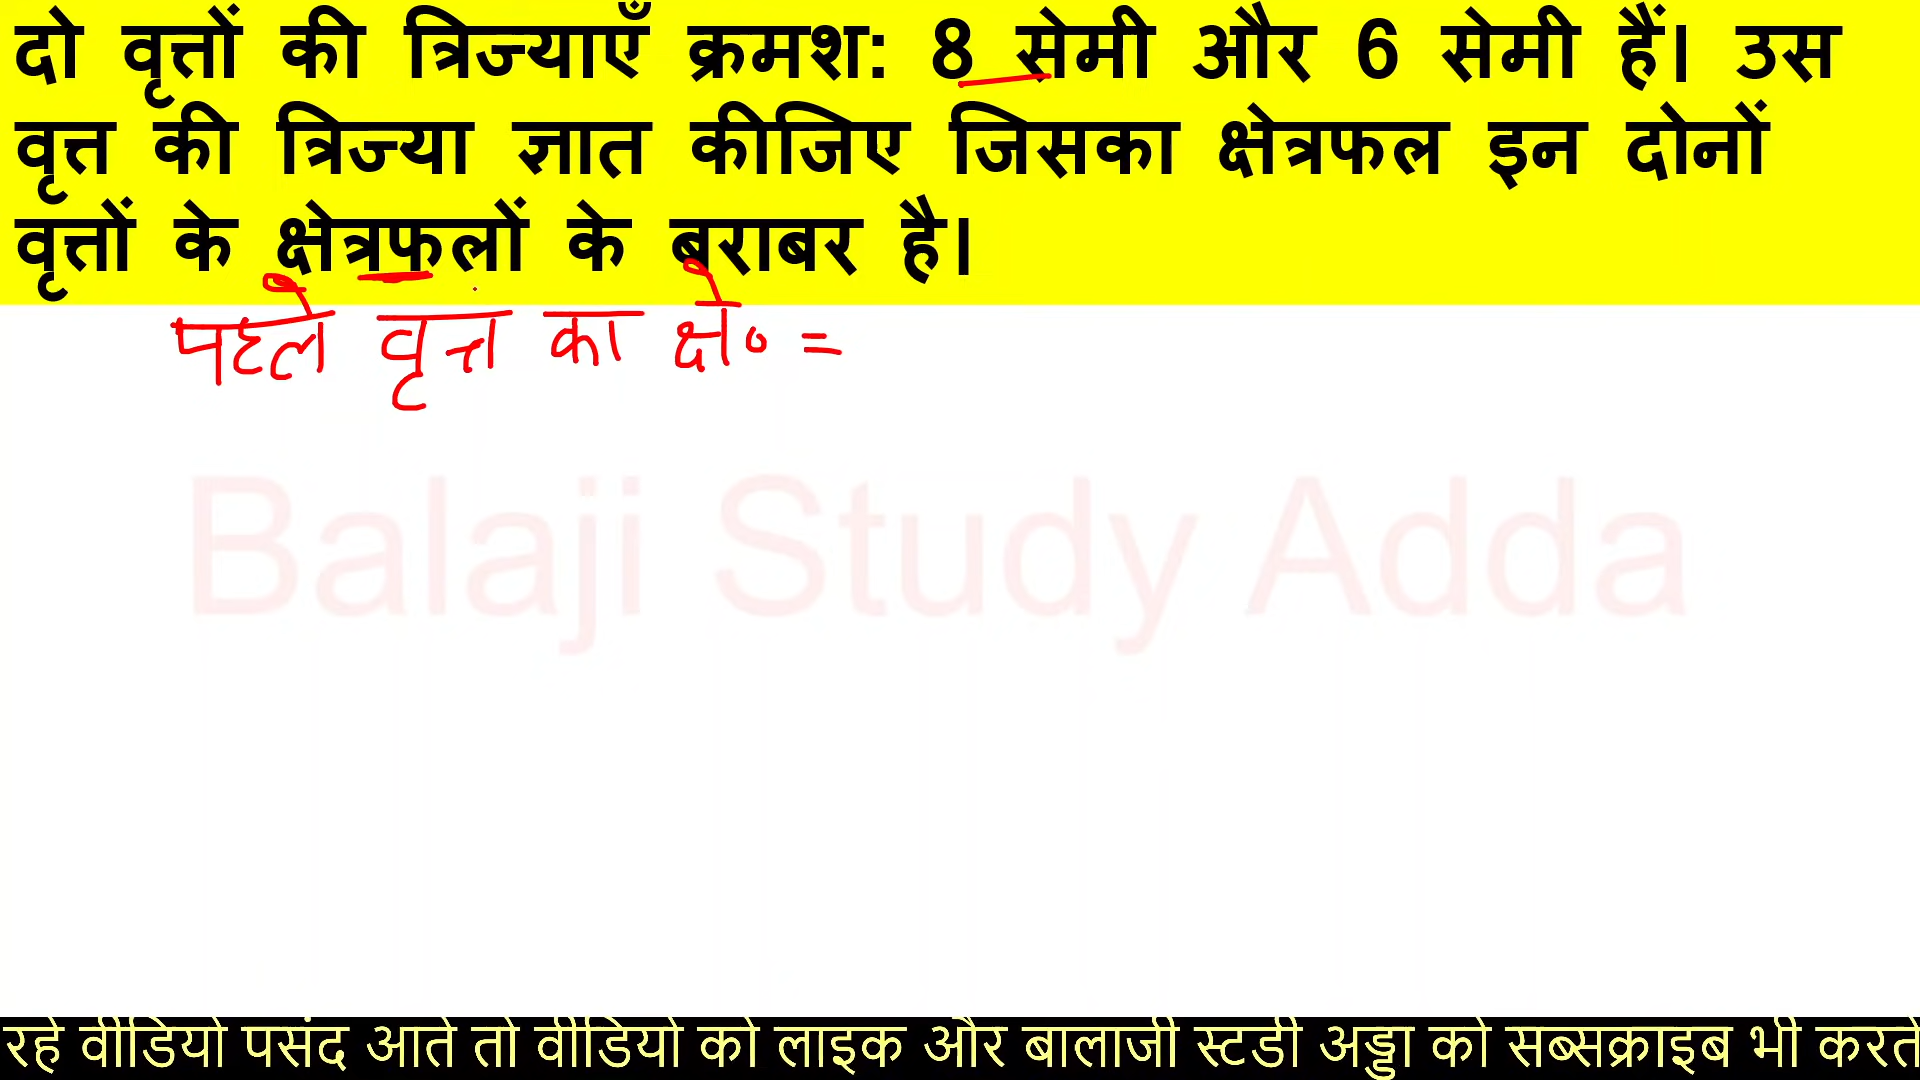 दो वृत्तों की त्रिज्याएँ क्रमश: 8 सेमी और 6 सेमी हैं। उस
वृत्त की त्रिज्या ज्ञात कीजिए जिसका क्षेत्रफल इन दोनों
वृत्तों के क्षेत्रफलों के बराबर है।
पहले वृत्त का क्षे० =
Balaji Study Adda
रहे वीडियो पसंद आते तो वीडियो को लाइक और बालाजी स्टडी अड्डा को सब्सक्राइब भी करते